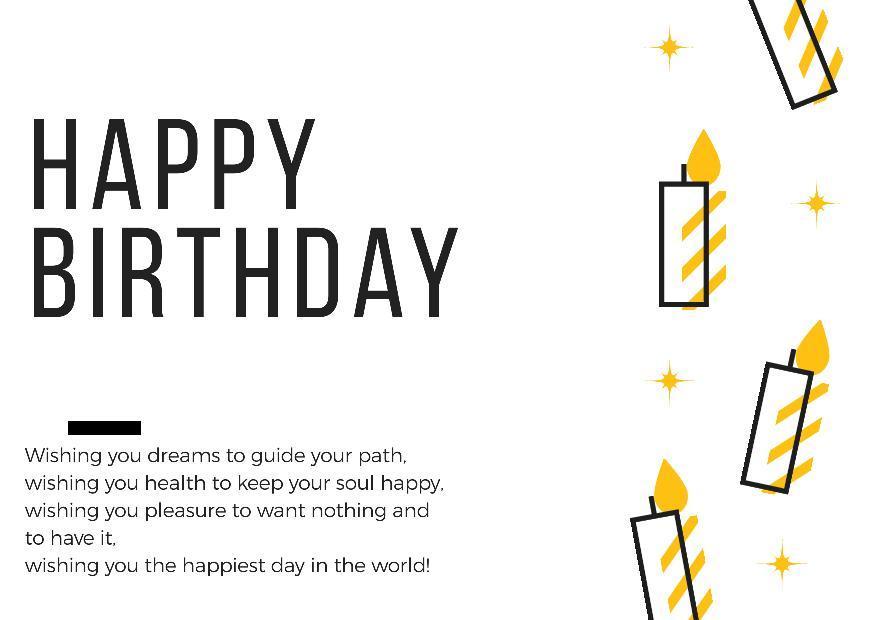 HAPPY
BIRTHDAY
Wishing you dreams to guide your path,
wishing you health to keep your soul happy,
wishing you pleasure to want nothing and
to have it,
wishing you the happiest day in the world!